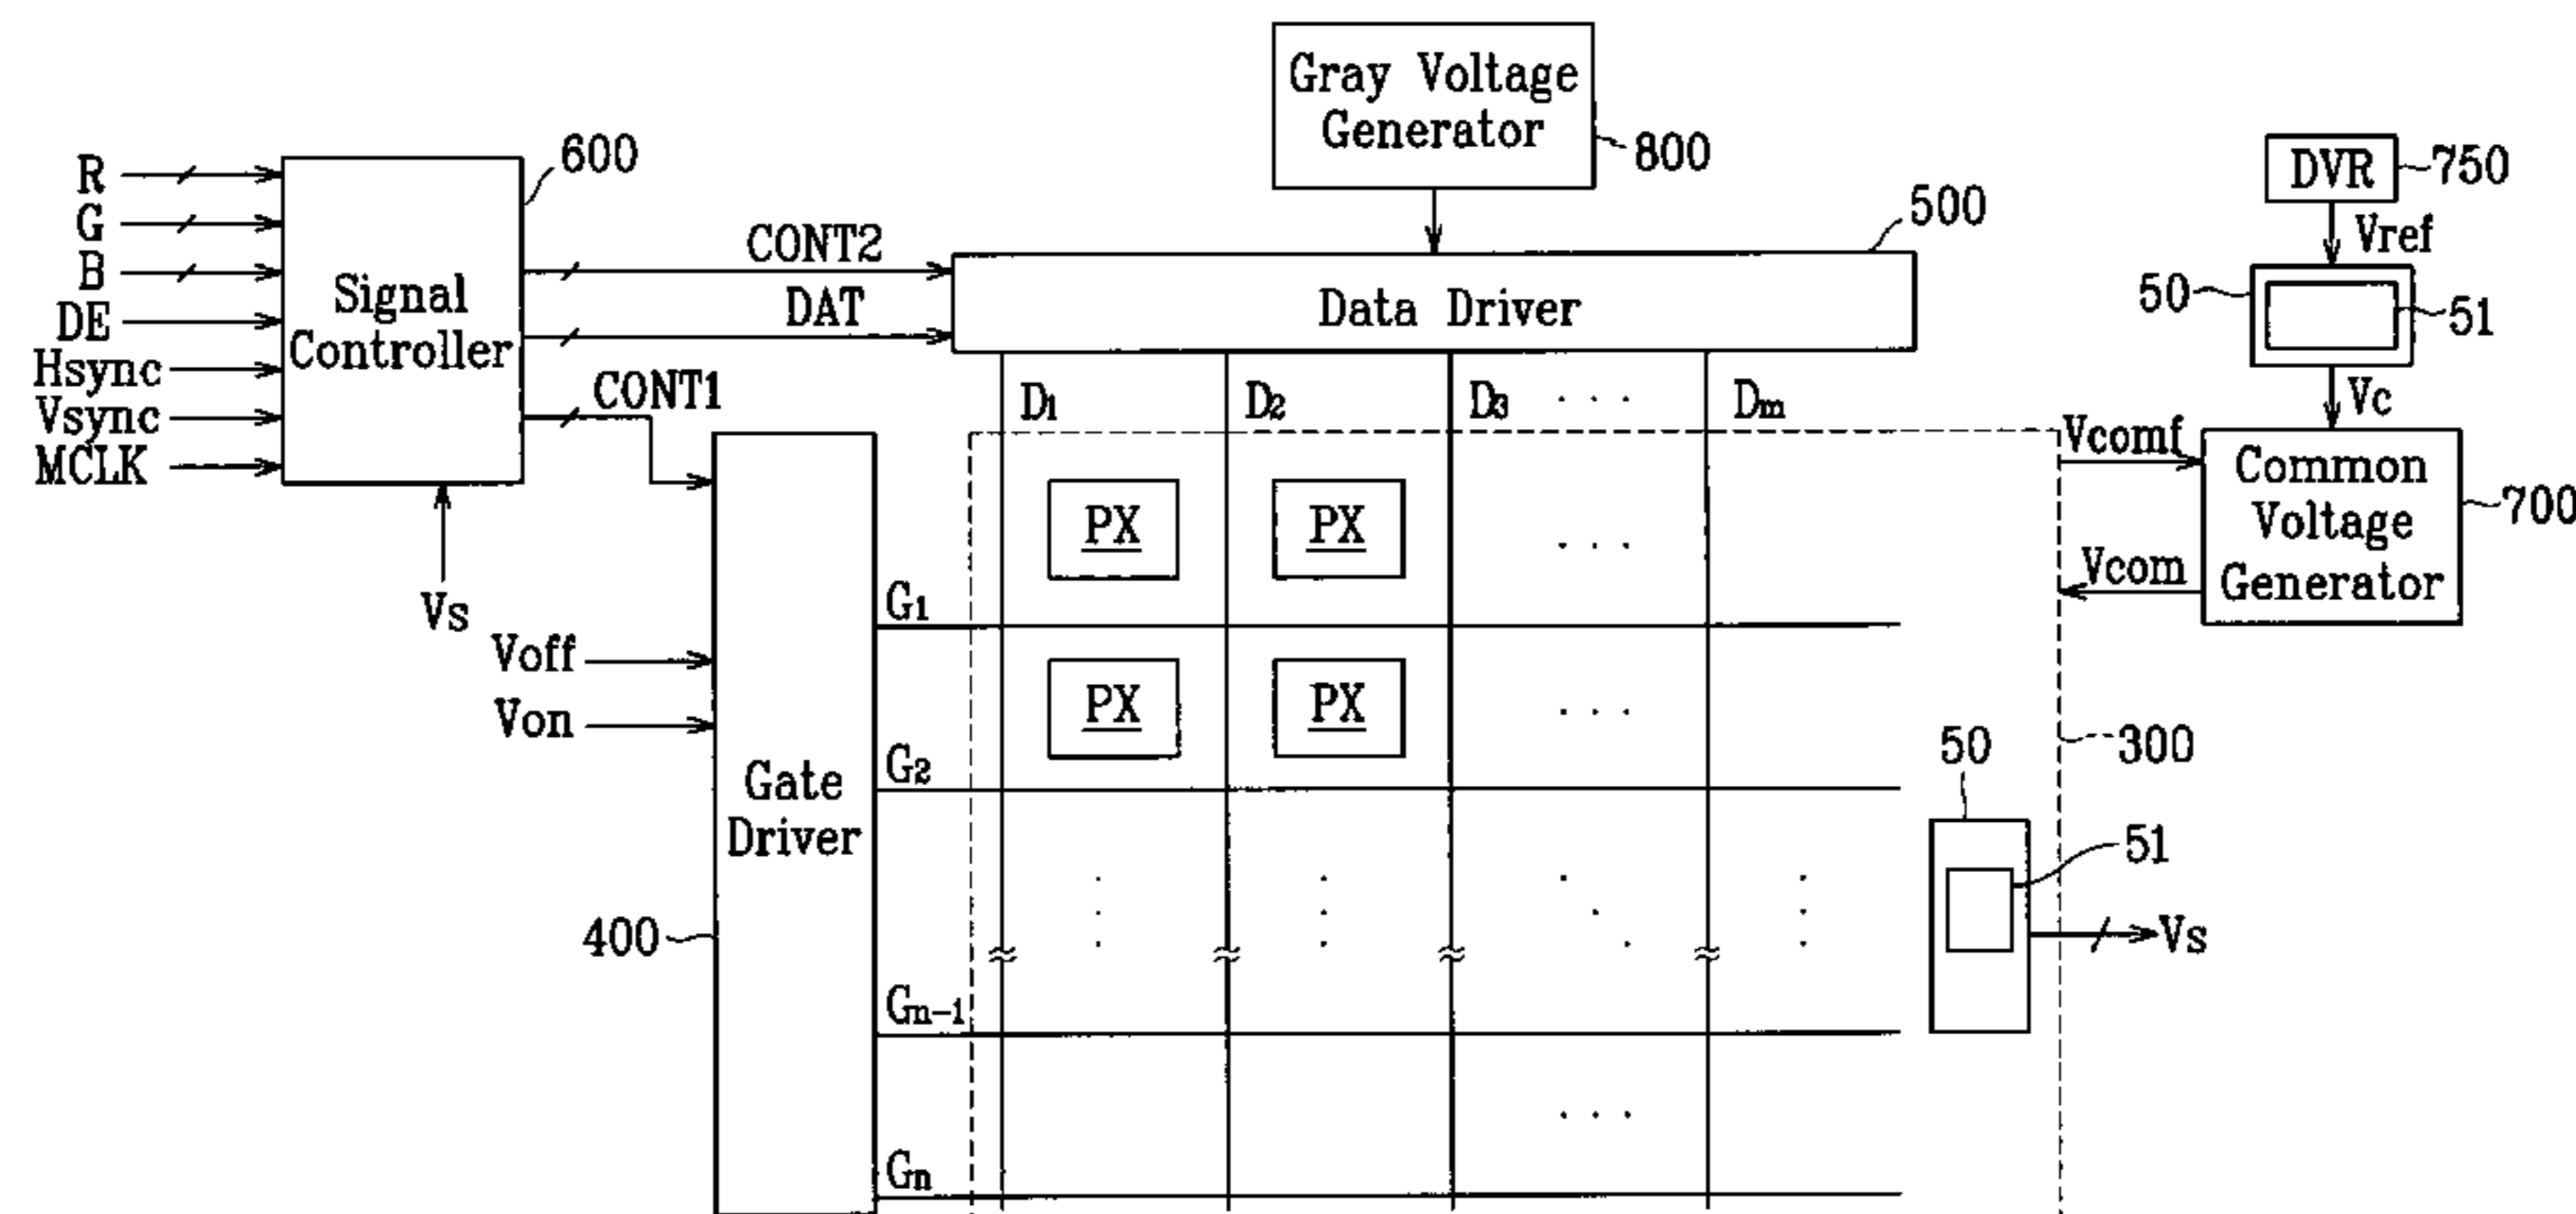 Gray Voltage
Generator
800
R
G
B
DE
Hsync
Vsync
MCLK
Signal
Controller
600
Vs
CONT2
DAT
CONT1
500
Data Driver
DVR
750
Vref
50
51
Vc
D1
D2
D3
. . .
Dm
Vcomf
Vcom
Common
Voltage
Generator
700
PX
PX
. . .
G1
Voff
Von
PX
PX
. . .
G2
Gate
Driver
400
300
50
51
Vs
Gn-1
. . .
Gn